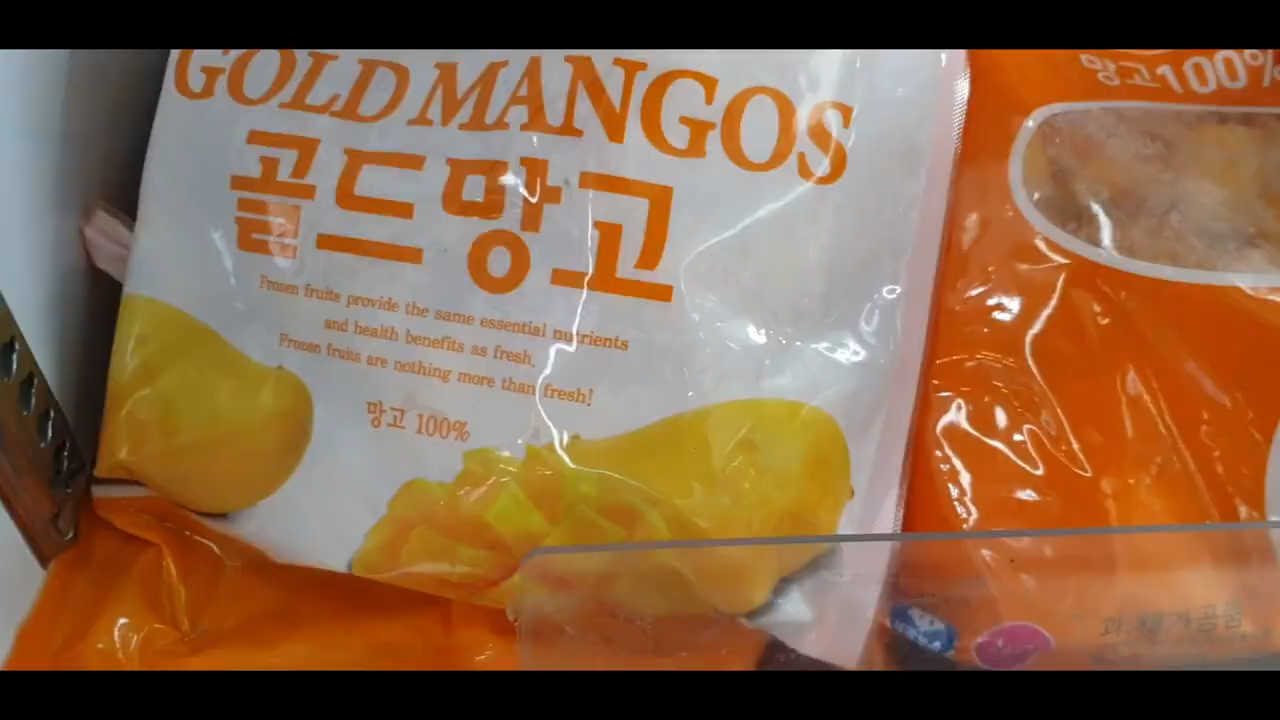 GOLD MANGOS
골드망고
Frozen fruits provide the same essential nutrients
and health benefits as fresh.
Frozen fruits are nothing more than fresh!
망고 100%
망고100%